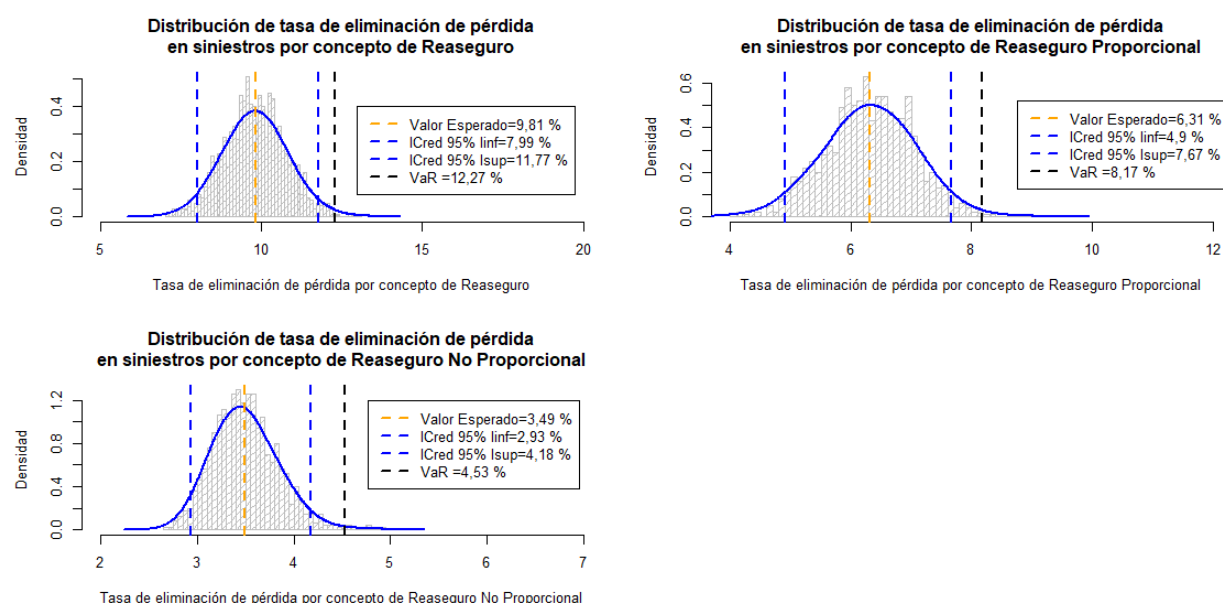 Distribución de tasa de eliminación de pérdida
en siniestros por concepto de Reaseguro
Densidad
0.0
0.2
0.4
Valor Esperado=9,81 %
ICred 95% linf=7,99 %
ICred 95% lsup=11,77 %
VaR =12,27 %
5
10
15
20
Tasa de eliminación de pérdida por concepto de Reaseguro
Distribución de tasa de eliminación de pérdida
en siniestros por concepto de Reaseguro Proporcional
Densidad
0.0
0.2
0.4
0.6
Valor Esperado=6,31 %
ICred 95% linf=4,9 %
ICred 95% lsup=7,67 %
VaR =8,17 %
4
6
8
10
12
Tasa de eliminación de pérdida por concepto de Reaseguro Proporcional
Distribución de tasa de eliminación de pérdida
en siniestros por concepto de Reaseguro No Proporcional
Densidad
0.0
0.4
0.8
1.2
Valor Esperado=3,49 %
ICred 95% linf=2,93 %
ICred 95% lsup=4,18 %
VaR =4,53 %
2
3
4
5
6
7
Tasa de eliminación de pérdida por concepto de Reaseguro No Proporcional